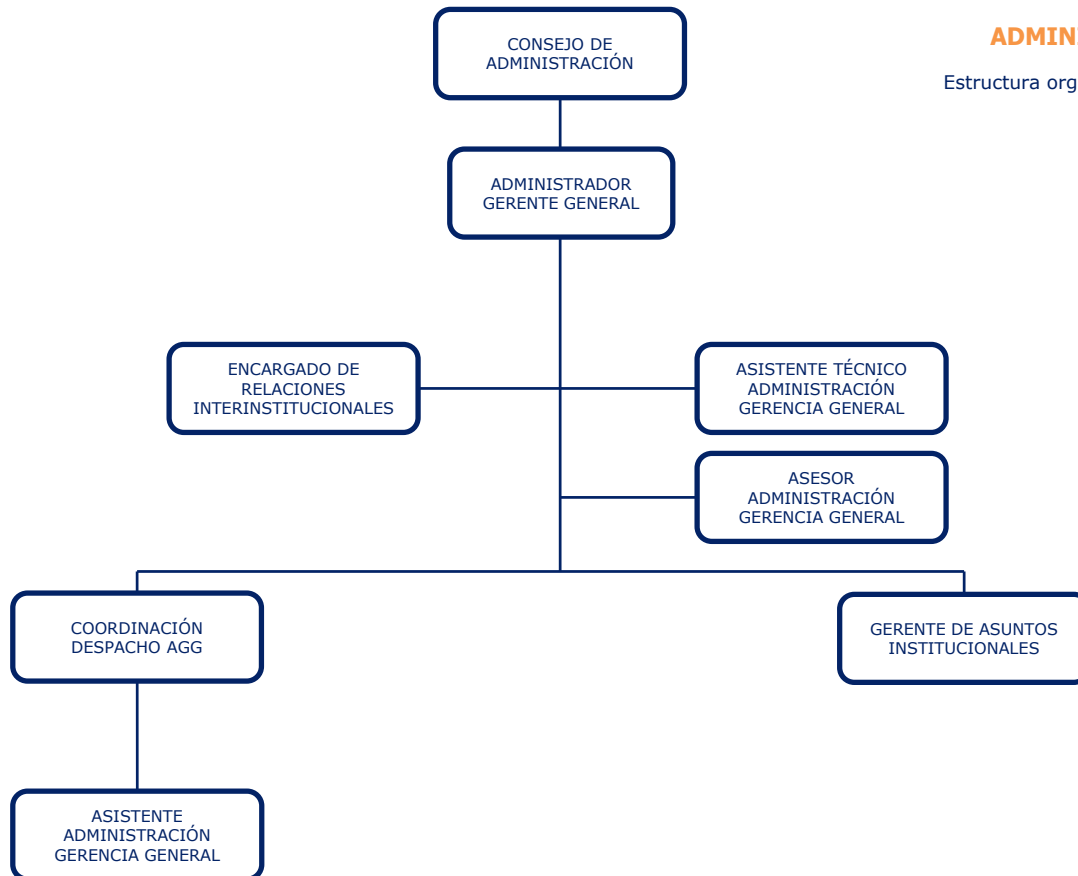 CONSEJO DE
ADMINISTRACIÓN
ADMIN
Estructura org
ADMINISTRADOR
GERENTE GENERAL
ENCARGADO DE
RELACIONES
INTERINSTITUCIONALES
ASISTENTE TÉCNICO
ADMINISTRACIÓN
GERENCIA GENERAL
ASESOR
ADMINISTRACIÓN
GERENCIA GENERAL
COORDINACIÓN
DESPACHO AGG
GERENTE DE ASUNTOS
INSTITUCIONALES
ASISTENTE
ADMINISTRACIÓN
GERENCIA GENERAL